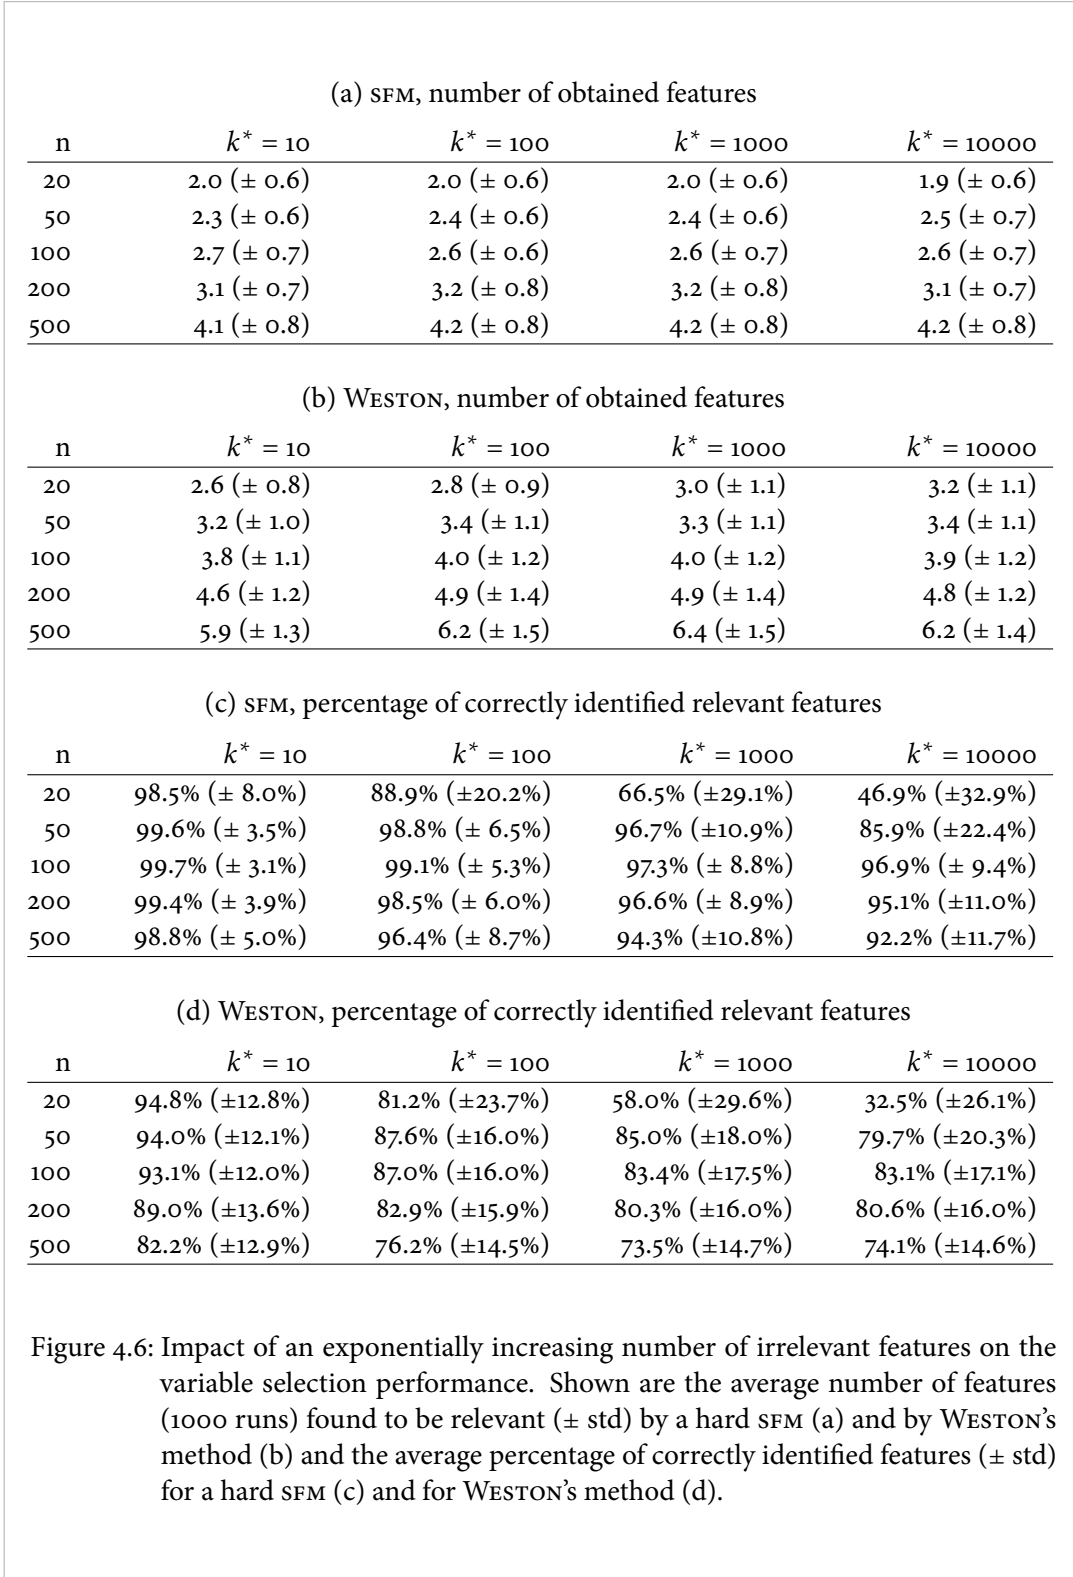 (a) SFM, number of obtained features
n k* = 10 k* = 100 k* = 1000 k* = 10000
20 2.0 (± 0.6) 2.0 (± 0.6) 2.0 (± 0.6) 1.9 (± 0.6)
50 2.3 (± 0.6) 2.4 (± 0.6) 2.4 (± 0.6) 2.5 (± 0.7)
100 2.7 (± 0.7) 2.6 (± 0.6) 2.6 (± 0.7) 2.6 (± 0.7)
200 3.1 (± 0.7) 3.2 (± 0.8) 3.2 (± 0.8) 3.1 (± 0.7)
500 4.1 (± 0.8) 4.2 (± 0.8) 4.2 (± 0.8) 4.2 (± 0.8)
(b) WESTON, number of obtained features
n k* = 10 k* = 100 k* = 1000 k* = 10000
20 2.6 (± 0.8) 2.8 (± 0.9) 3.0 (± 1.1) 3.2 (± 1.1)
50 3.2 (± 1.0) 3.4 (± 1.1) 3.3 (± 1.1) 3.4 (± 1.1)
100 3.8 (± 1.1) 4.0 (± 1.2) 4.0 (± 1.2) 3.9 (± 1.2)
200 4.6 (± 1.2) 4.9 (± 1.4) 4.9 (± 1.4) 4.8 (± 1.2)
500 5.9 (± 1.3) 6.2 (± 1.5) 6.4 (± 1.5) 6.2 (± 1.4)
(c) SFM, percentage of correctly identified relevant features
n k* = 10 k* = 100 k* = 1000 k* = 10000
20 98.5% (± 8.0%) 88.9% (±20.2%) 66.5% (±29.1%) 46.9% (±32.9%)
50 99.6% (± 3.5%) 98.8% (± 6.5%) 96.7% (±10.9%) 85.9% (±22.4%)
100 99.7% (± 3.1%) 99.1% (± 5.3%) 97.3% (± 8.8%) 96.9% (± 9.4%)
200 99.4% (± 3.9%) 98.5% (± 6.0%) 96.6% (± 8.9%) 95.1% (±11.0%)
500 98.8% (± 5.0%) 96.4% (± 8.7%) 94.3% (±10.8%) 92.2% (±11.7%)
(d) WESTON, percentage of correctly identified relevant features
n k* = 10 k* = 100 k* = 1000 k* = 10000
20 94.8% (±12.8%) 81.2% (±23.7%) 58.0% (±29.6%) 32.5% (±26.1%)
50 94.0% (±12.1%) 87.6% (±16.0%) 85.0% (±18.0%) 79.7% (±20.3%)
100 93.1% (±12.0%) 87.0% (±16.0%) 83.4% (±17.5%) 83.1% (±17.1%)
200 89.0% (±13.6%) 82.9% (±15.9%) 80.3% (±16.0%) 80.6% (±16.0%)
500 82.2% (±12.9%) 76.2% (±14.5%) 73.5% (±14.7%) 74.1% (±14.6%)
Figure 4.6: Impact of an exponentially increasing number of irrelevant features on the
variable selection performance. Shown are the average number of features
(1000 runs) found to be relevant (± std) by a hard SFM (a) and by WESTON's
method (b) and the average percentage of correctly identified features (± std)
for a hard SFM (c) and for WESTON's method (d).